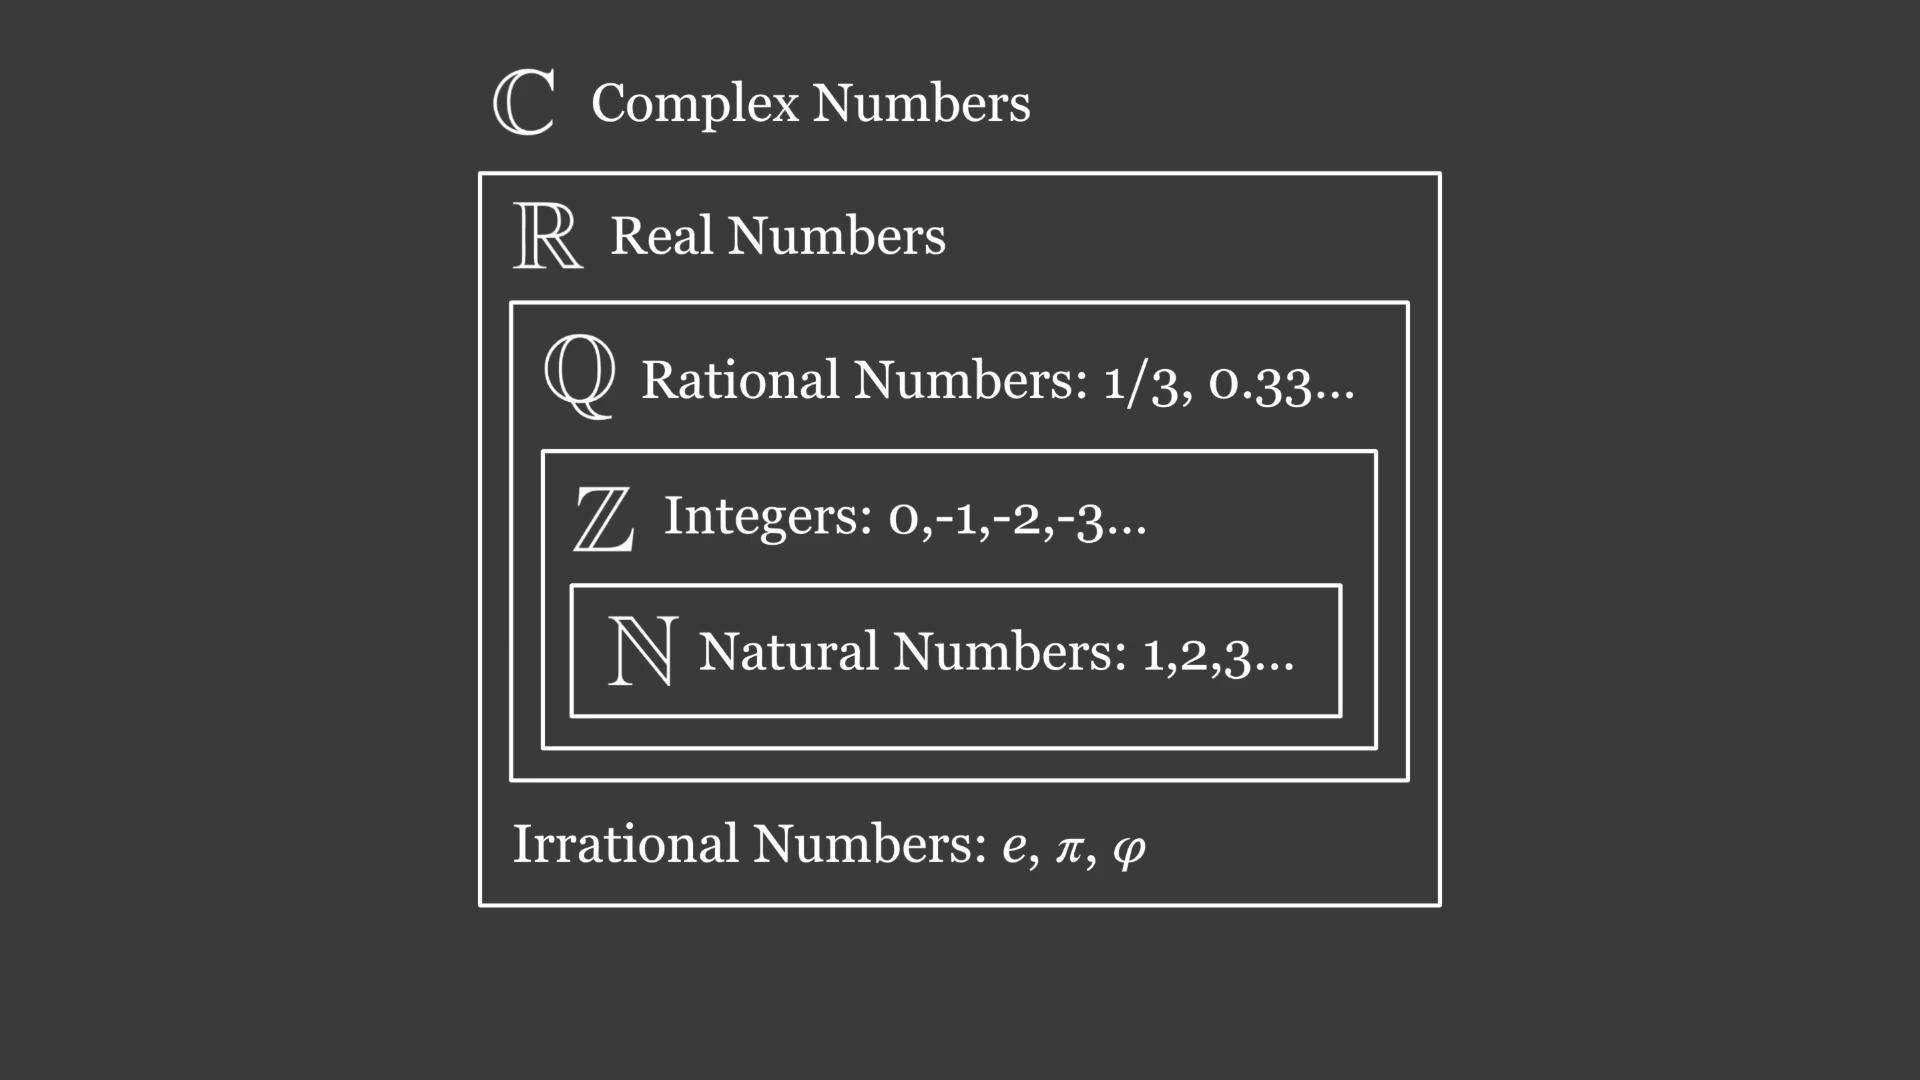 ℂ Complex Numbers
ℝ Real Numbers
ℚ Rational Numbers: 1/3, 0.33...
ℤ Integers: 0,-1,-2,-3...
ℕ Natural Numbers: 1,2,3...
Irrational Numbers: e, π, φ